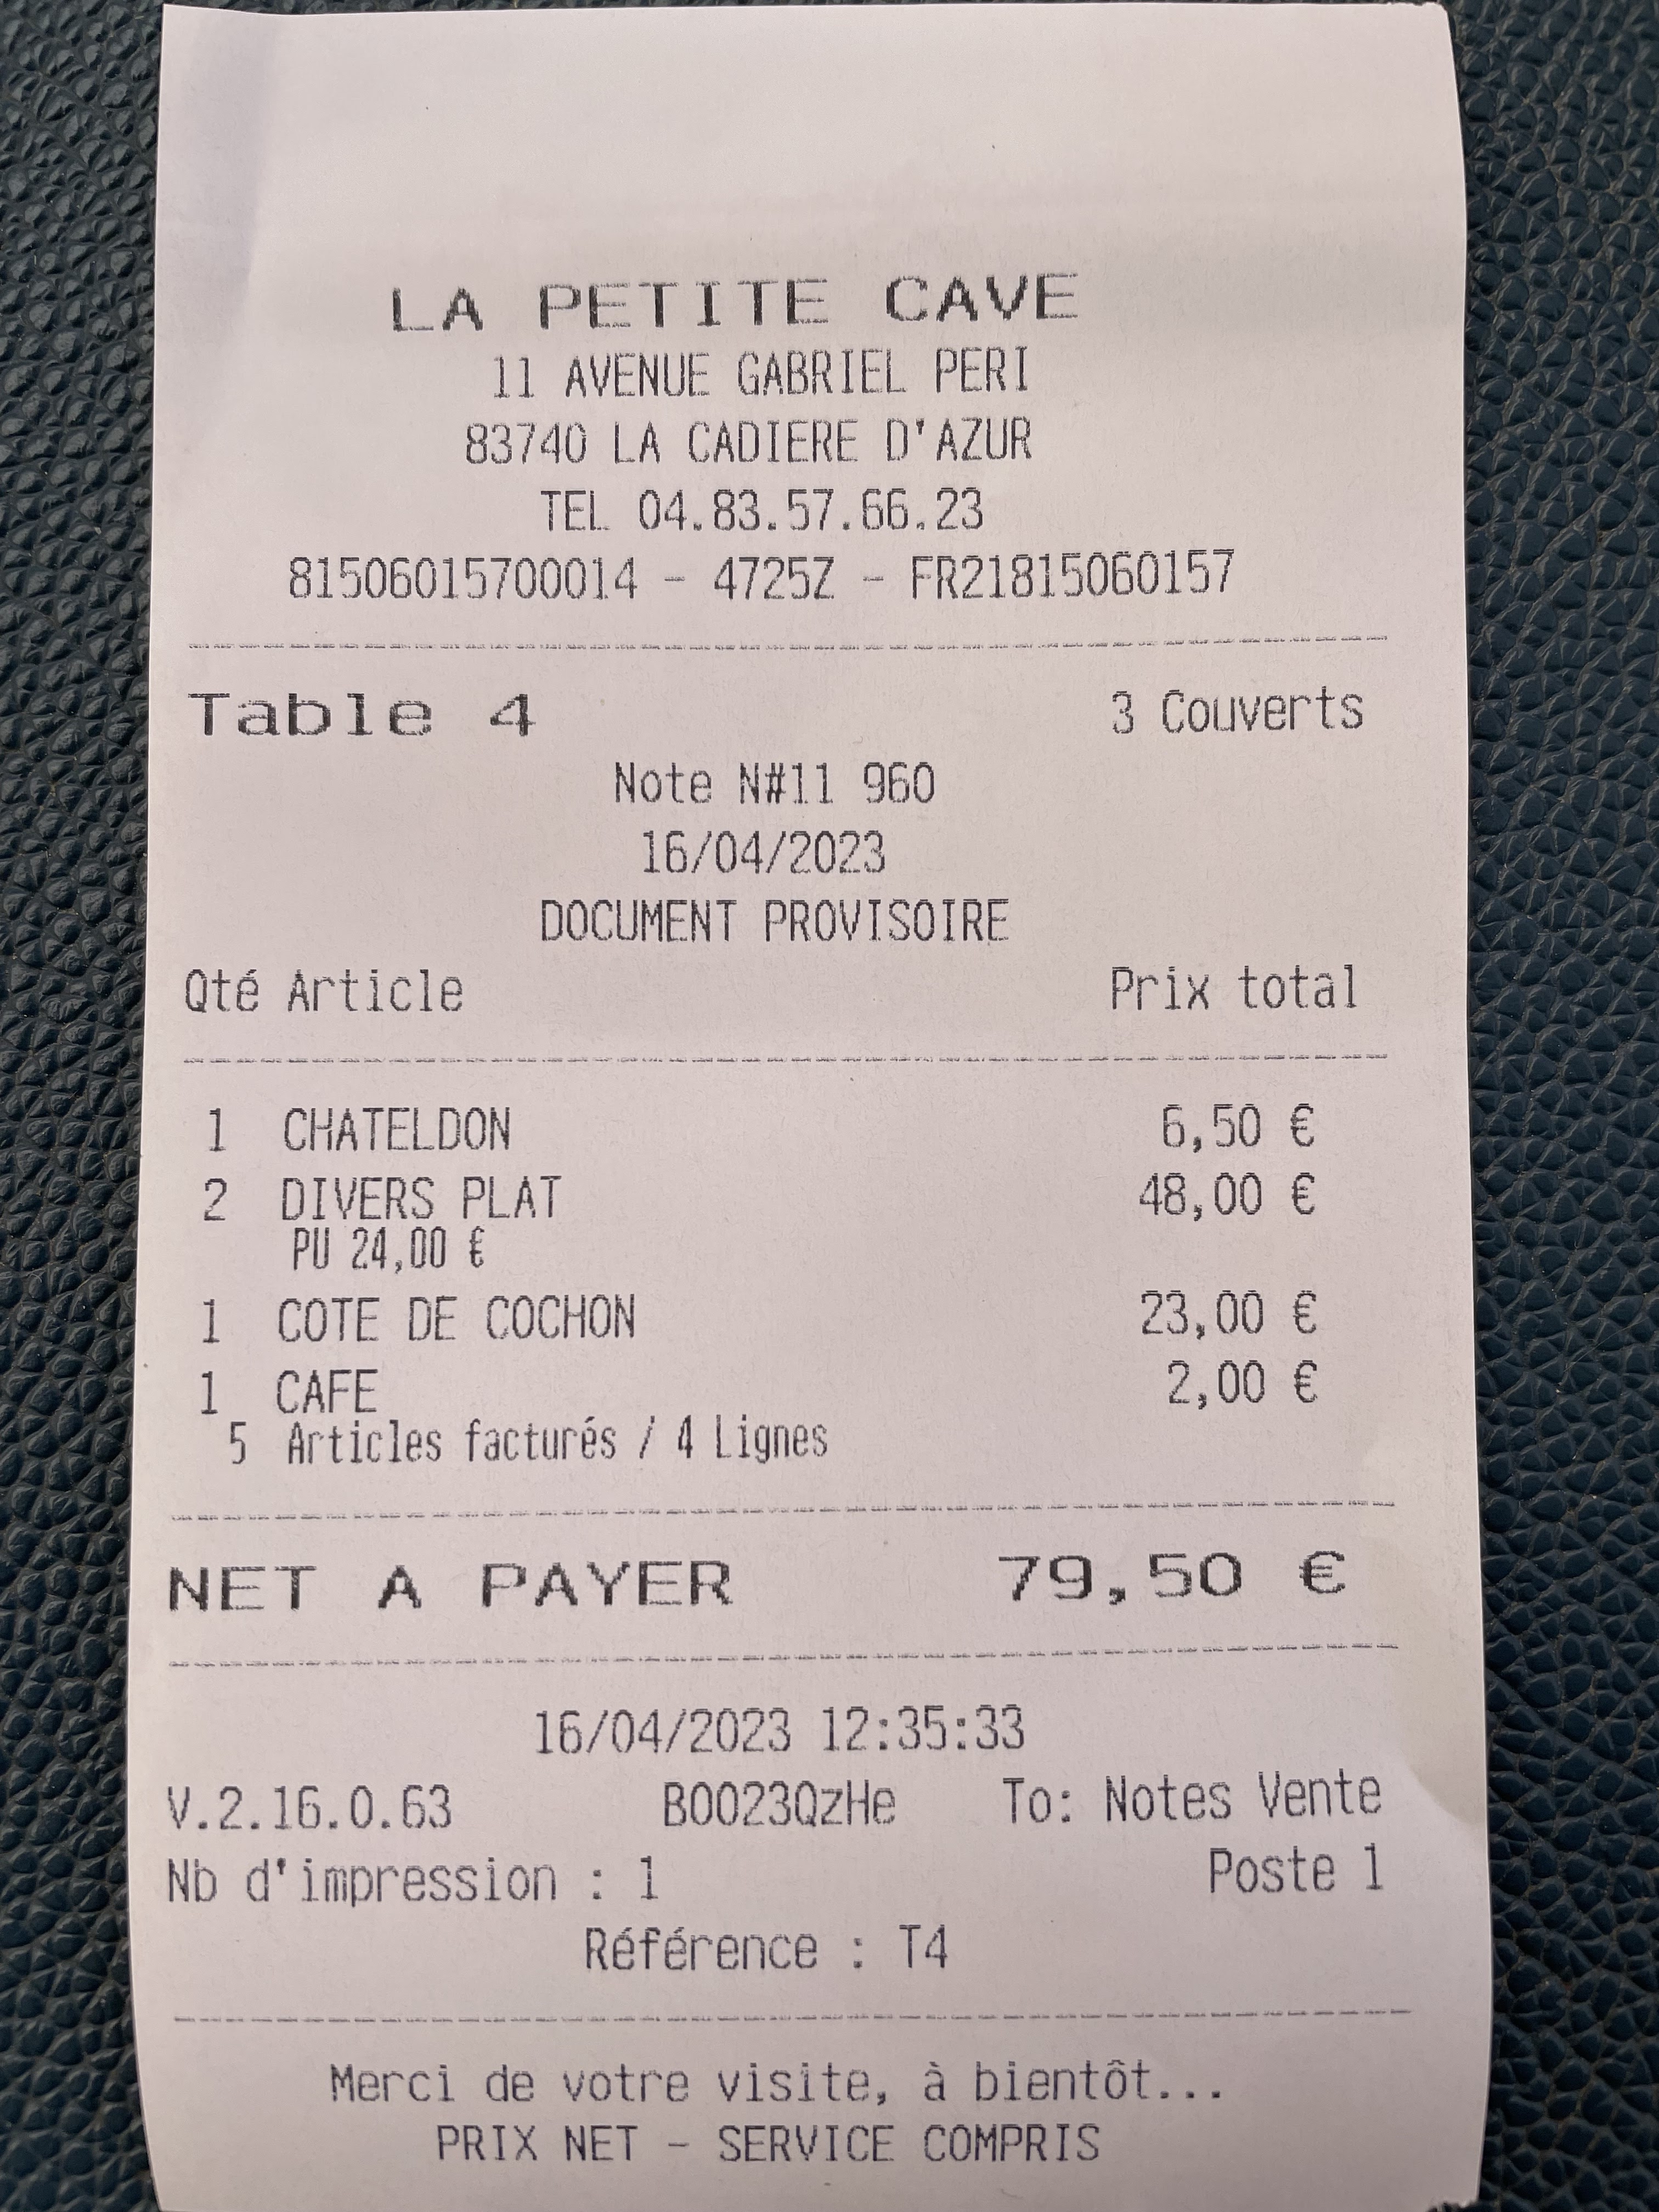 LA PETITE CAVE
11 AVENUE GABRIEL PERI
83740 LA CADIERE D'AZUR
TEL 04.83.57.66.23
81506015700014 - 4725Z - FR21815060157
Table 4 3 Couverts
Note N#11 960
16/04/2023
DOCUMENT PROVISOIRE
Qté Article Prix total
1 CHATELDON 6,50 €
2 DIVERS PLAT 48,00 €
PU 24,00 €
1 COTE DE COCHON 23,00 €
1 CAFE 2,00 €
5 Articles facturés / 4 Lignes
NET A PAYER 79,50 €
16/04/2023 12:35:33
V.2.16.0.63 B0023QzHe To: Notes Vente
Nb d'impression : 1 Poste 1
Référence : T4
Merci de votre visite, à bientôt...
PRIX NET - SERVICE COMPRIS